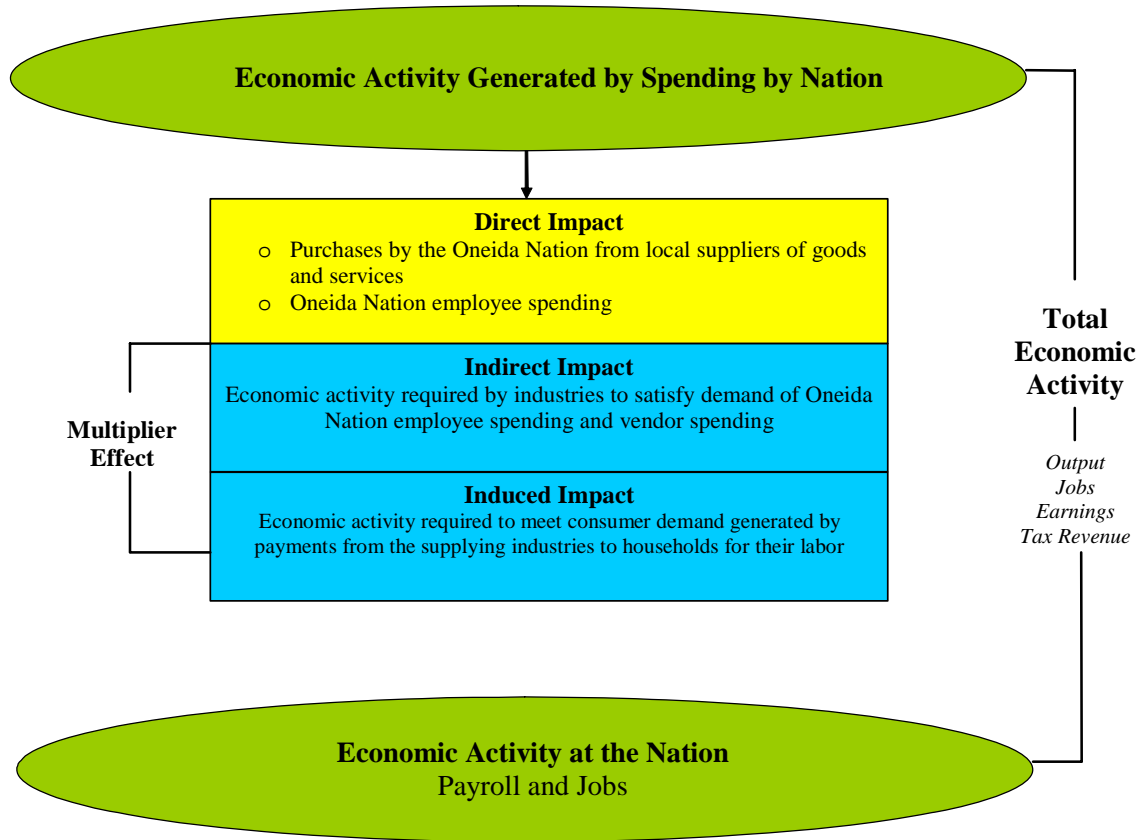 Economic Activity Generated by Spending by Nation
Direct Impact
o Purchases by the Oneida Nation from local suppliers of goods
and services
o Oneida Nation employee spending
Indirect Impact
Economic activity required by industries to satisfy demand of Oneida
Nation employee spending and vendor spending
Induced Impact
Economic activity required to meet consumer demand generated by
payments from the supplying industries to households for their labor
Multiplier
Effect
Total
Economic
Activity
Output
Jobs
Earnings
Tax Revenue
Economic Activity at the Nation
Payroll and Jobs